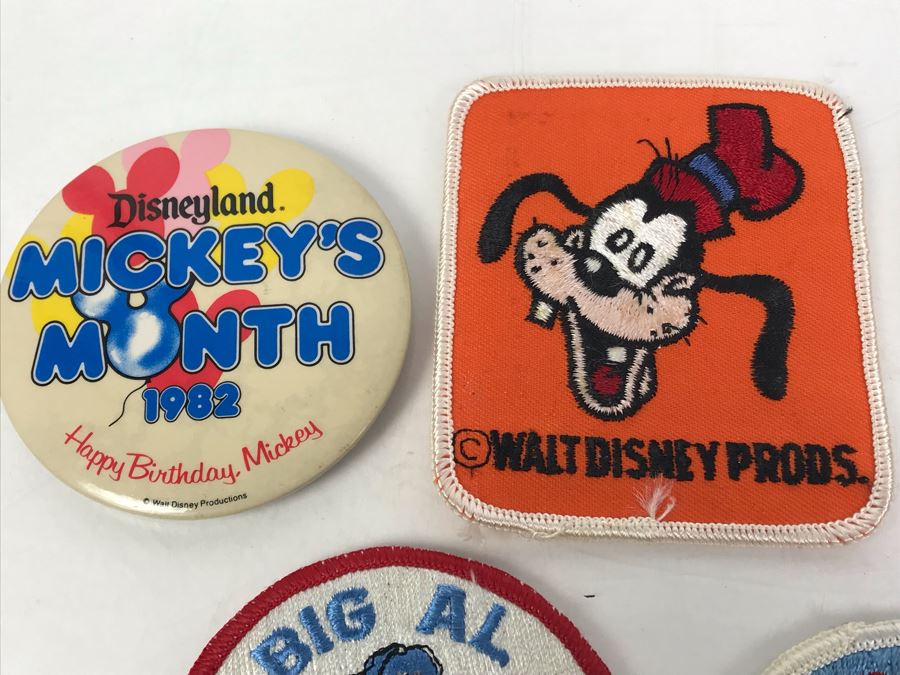 Disneyland.
MICKEY'S
MONTH
1982
Happy Birthday, Mickey
© Walt Disney Productions
©WALT DISNEY PRODS.
BIG AL